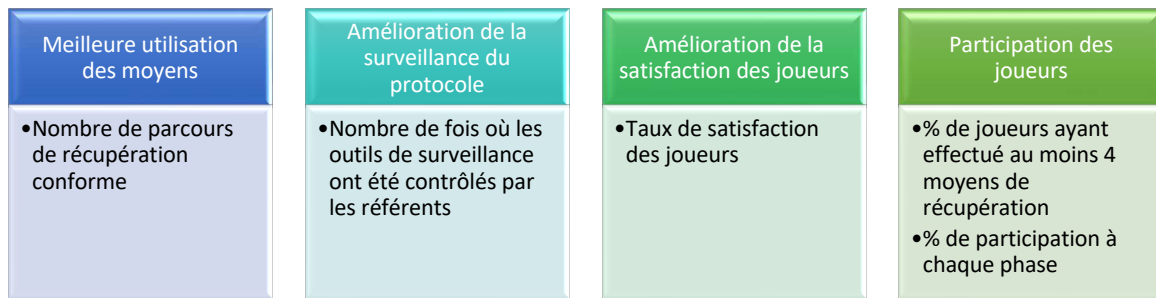 Meilleure utilisation
des moyens
•Nombre de parcours
de récupération
conforme
Amélioration de la
surveillance du
protocole
•Nombre de fois où les
outils de surveillance
ont été contrôlés par
les référents
Amélioration de la
satisfaction des joueurs
•Taux de satisfaction
des joueurs
Participation des
joueurs
•% de joueurs ayant
effectué au moins 4
moyens de
récupération
•% de participation à
chaque phase